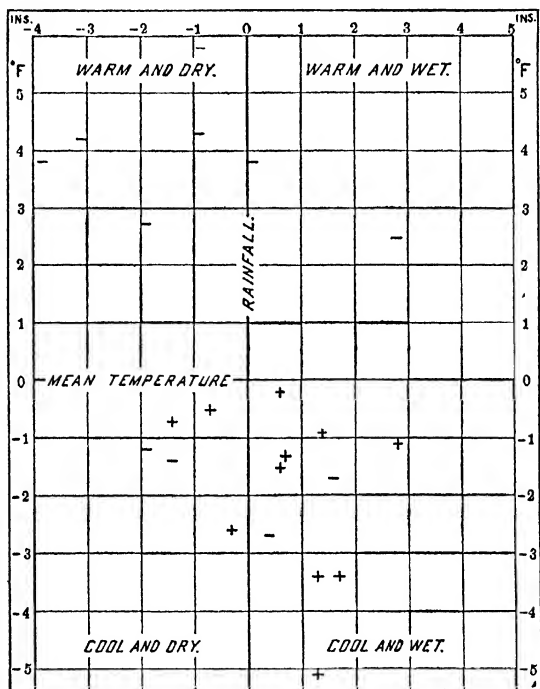 INS. INS.
-4 -3 -2 -1 0 1 2 3 4 5
°F WARM AND DRY. WARM AND WET. °F
5 5
4 4
3 3
RAINFALL.
2 2
1 1
0 MEAN TEMPERATURE 0
-1 -1
-2 -2
-3 -3
-4 -4
COOL AND DRY. COOL AND WET.
-5 -5